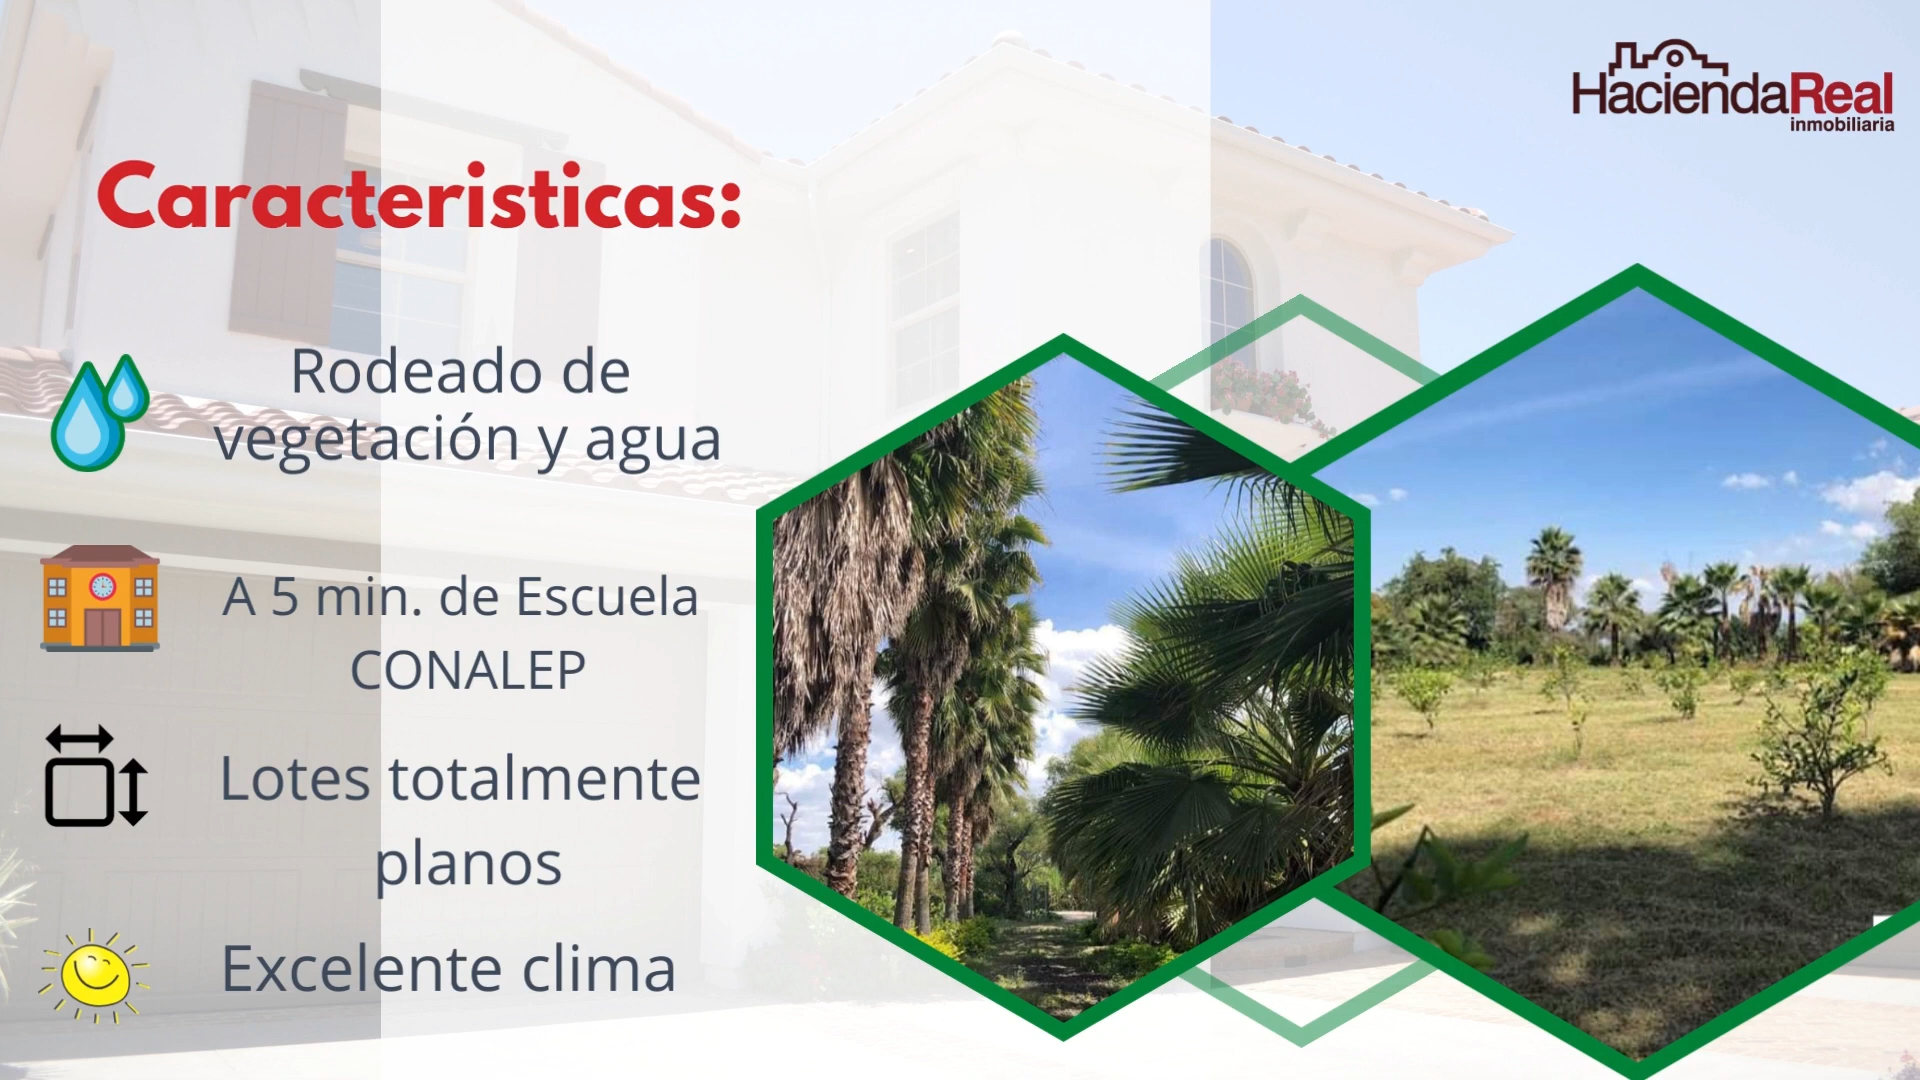 HaciendaReal
inmobiliaria
Caracteristicas:
Rodeado de
vegetación y agua
A 5 min. de Escuela
CONALEP
Lotes totalmente
planos
Excelente clima